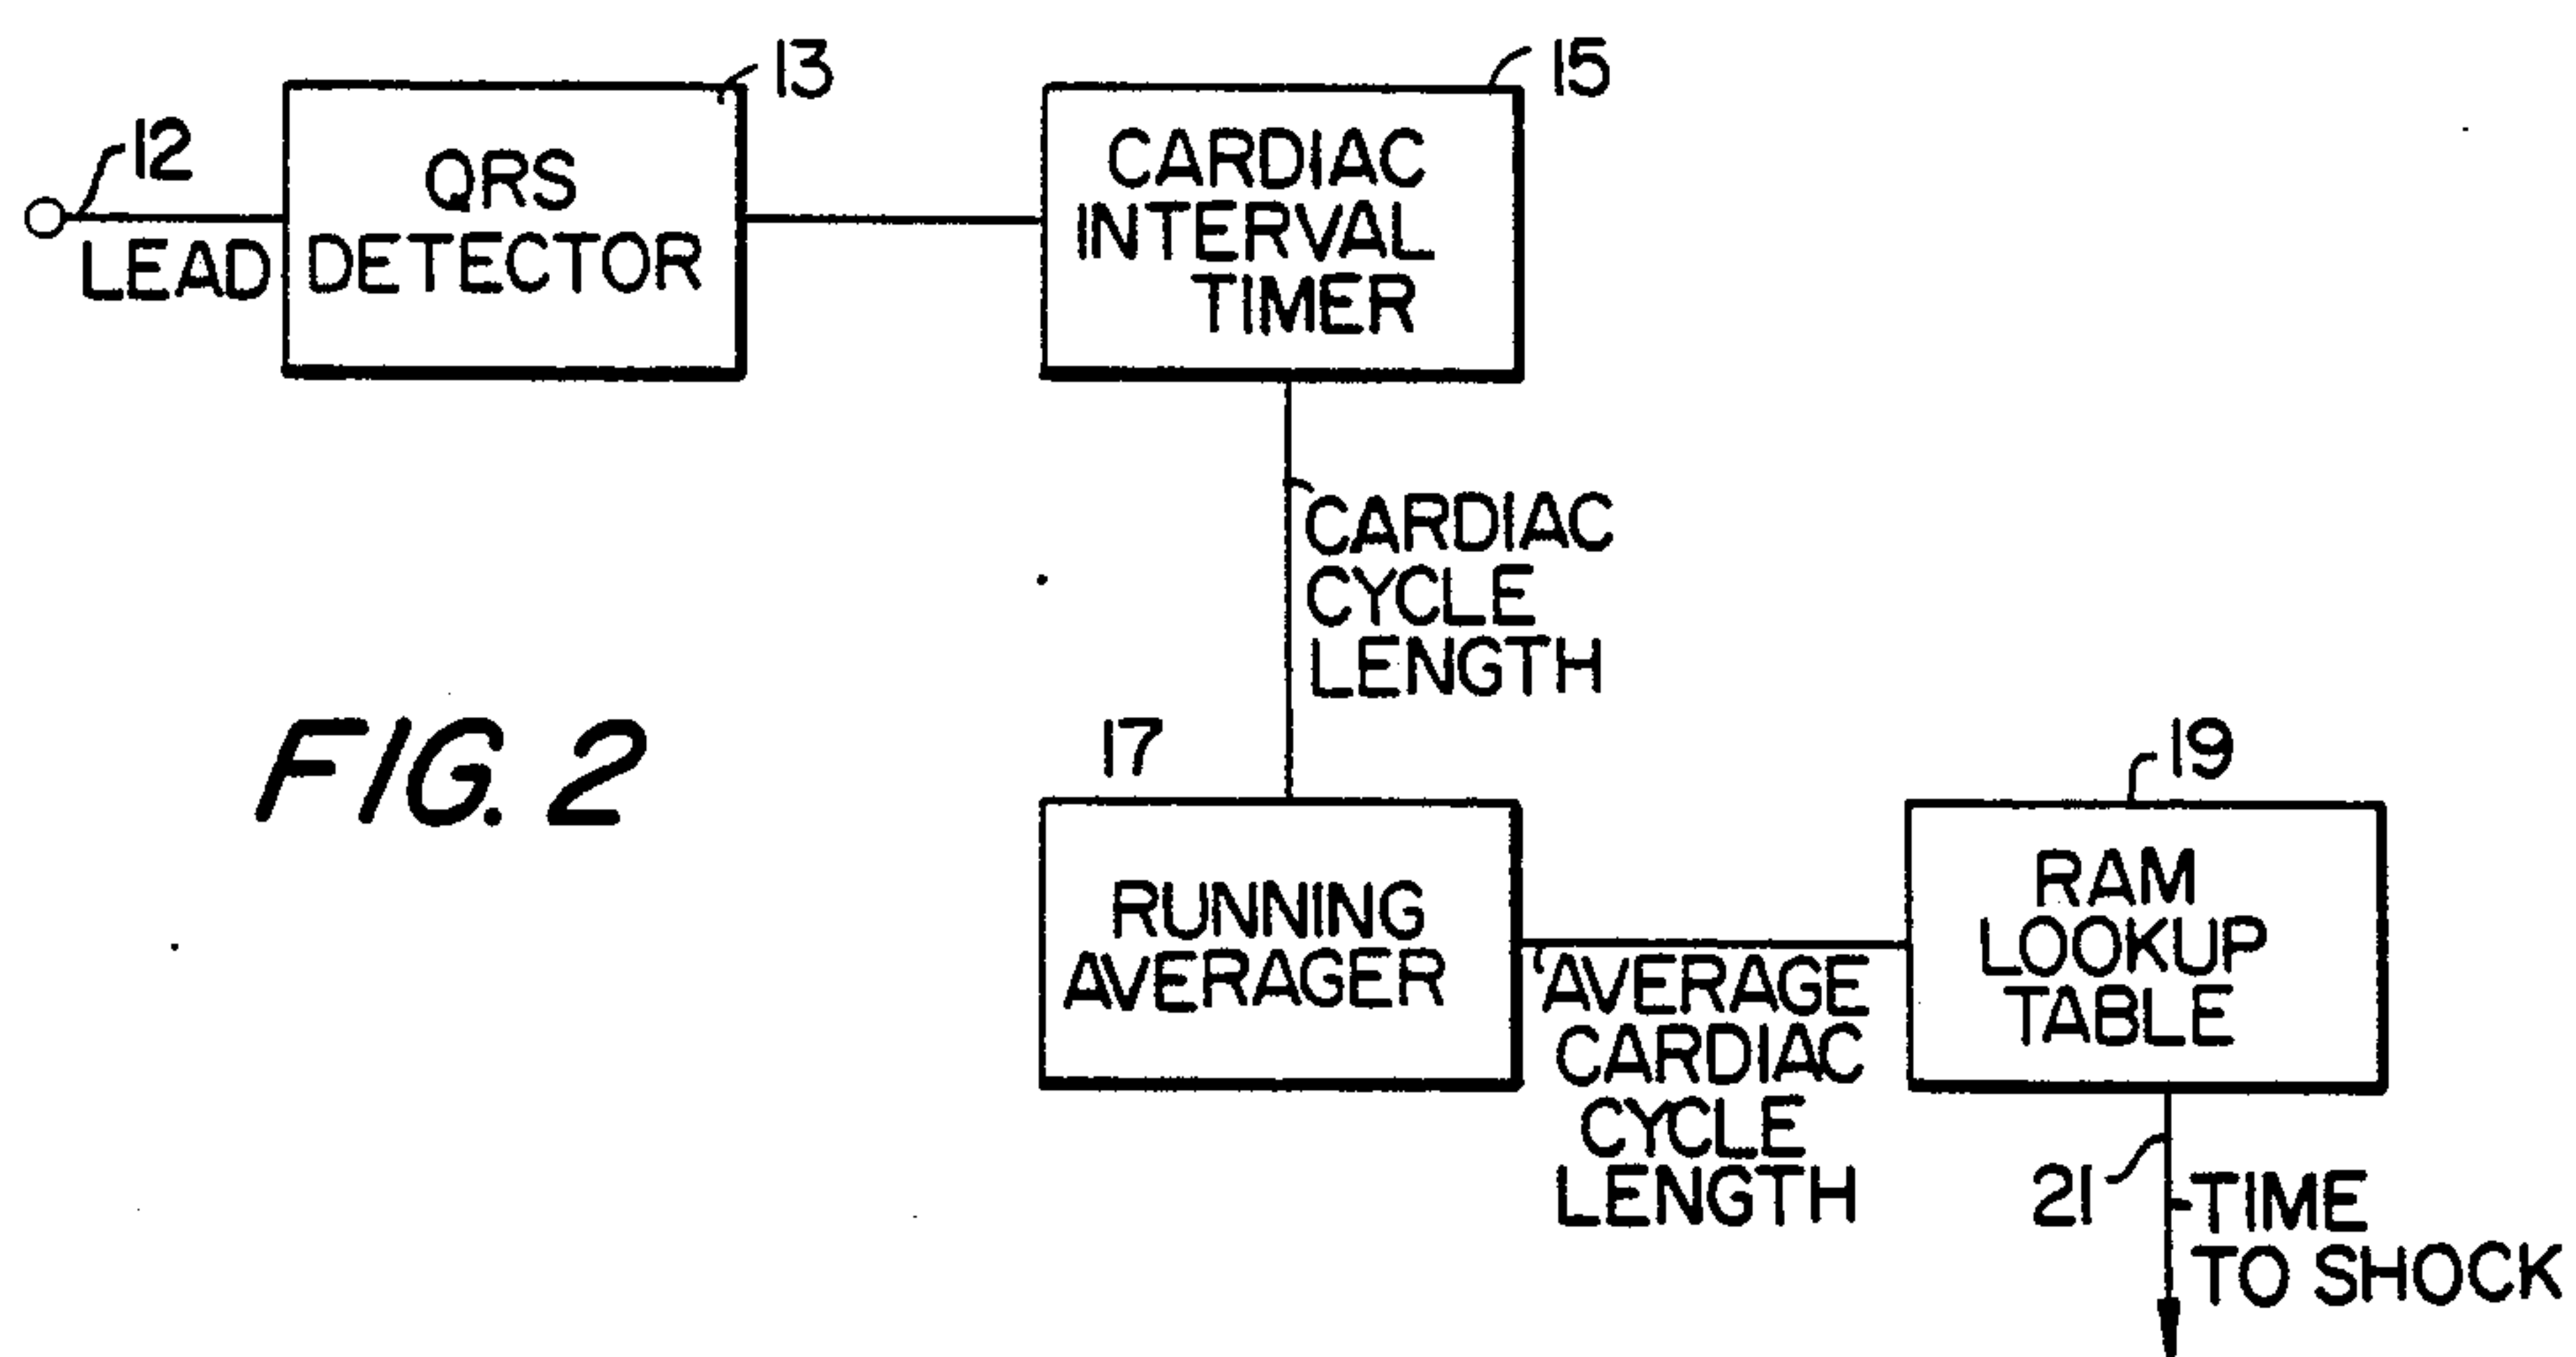 12
LEAD
13
QRS
DETECTOR
15
CARDIAC
INTERVAL
TIMER
CARDIAC
CYCLE
LENGTH
FIG. 2
17
RUNNING
AVERAGER
AVERAGE
CARDIAC
CYCLE
LENGTH
19
RAM
LOOKUP
TABLE
21
TIME
TO SHOCK